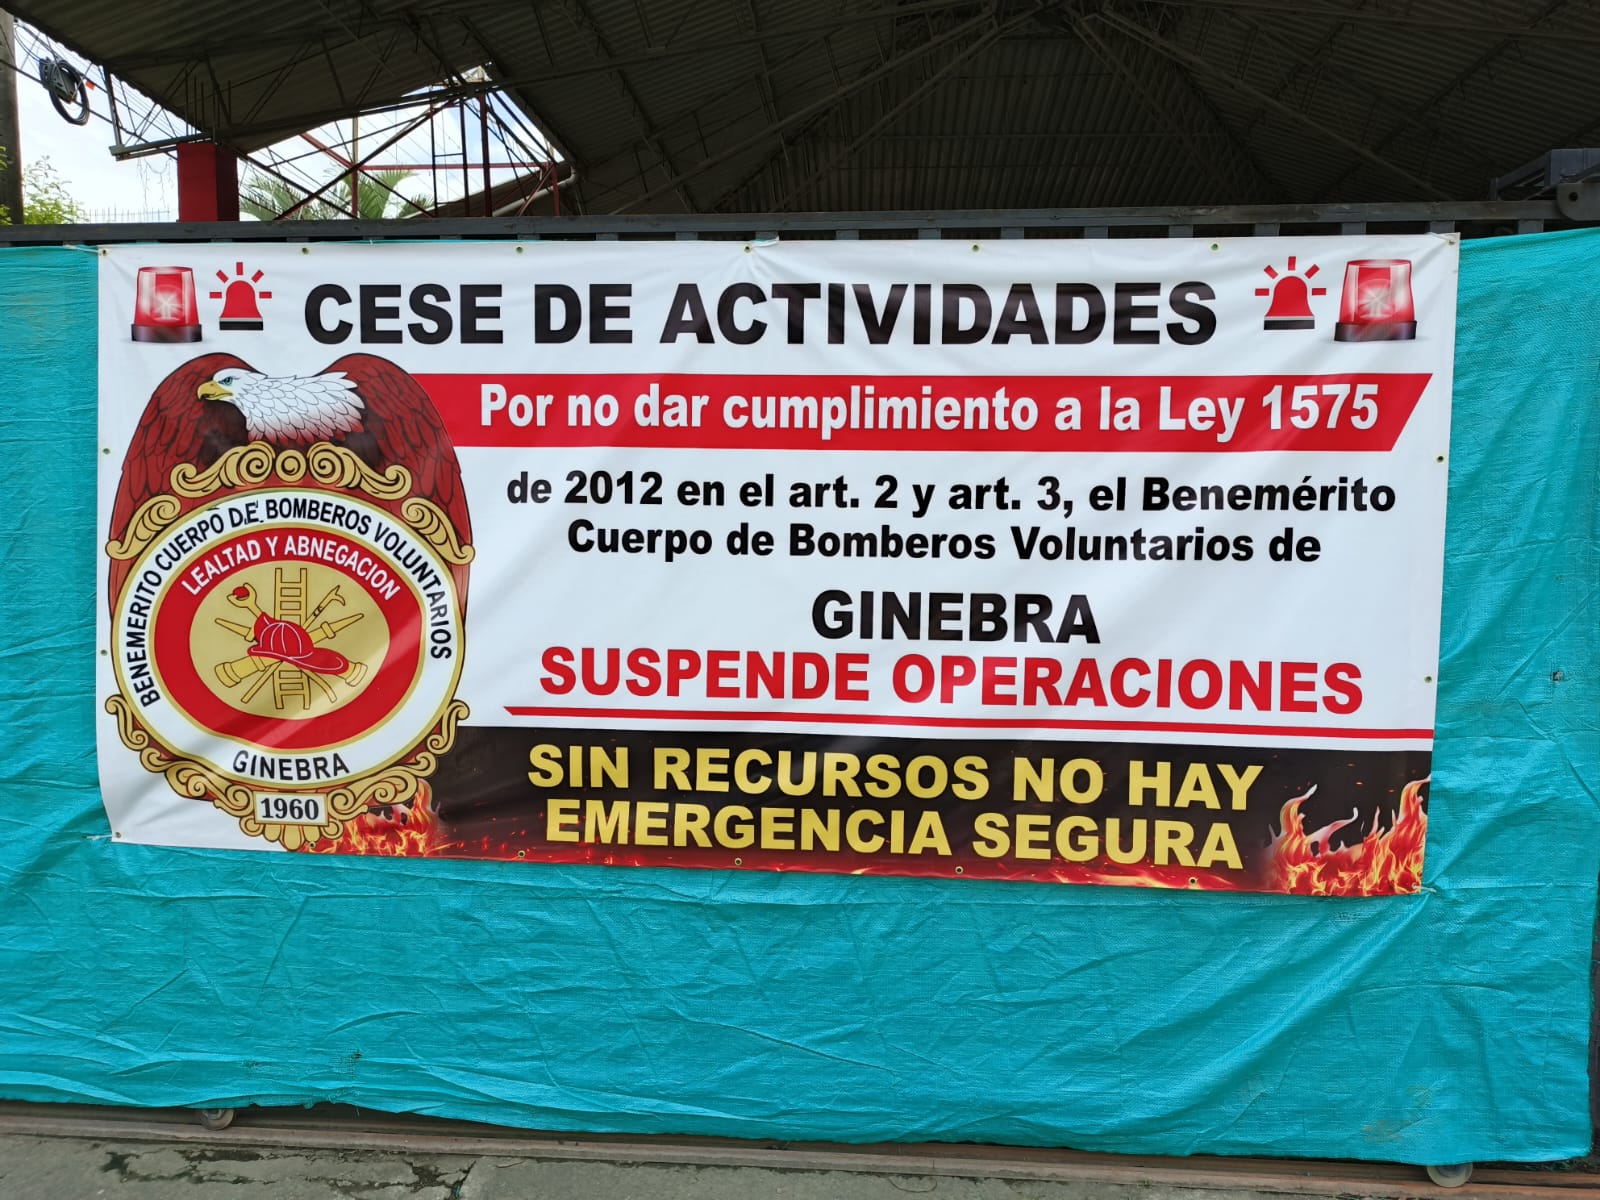 CESE DE ACTIVIDADES
Por no dar cumplimiento a la Ley 1575
de 2012 en el art. 2 y art. 3, el Benemérito
Cuerpo de Bomberos Voluntarios de
GINEBRA
SUSPENDE OPERACIONES
SIN RECURSOS NO HAY
EMERGENCIA SEGURA
BENEMERITO CUERPO DE BOMBEROS VOLUNTARIOS
LEALTAD Y ABNEGACION
GINEBRA
1960